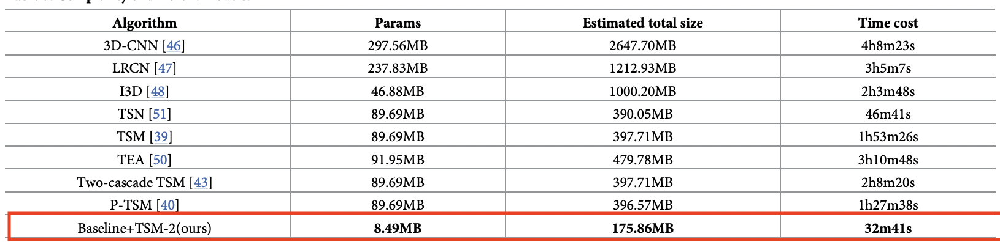 Algorithm Params Estimated total size Time cost
3D-CNN [46] 297.56MB 2647.70MB 4h8m23s
LRCN [47] 237.83MB 1212.93MB 3h5m7s
I3D [48] 46.88MB 1000.20MB 2h3m48s
TSN [51] 89.69MB 390.05MB 46m41s
TSM [39] 89.69MB 397.71MB 1h53m26s
TEA [50] 91.95MB 479.78MB 3h10m48s
Two-cascade TSM [43] 89.69MB 397.71MB 2h8m20s
P-TSM [40] 89.69MB 396.57MB 1h27m38s
Baseline+TSM-2(ours) 8.49MB 175.86MB 32m41s